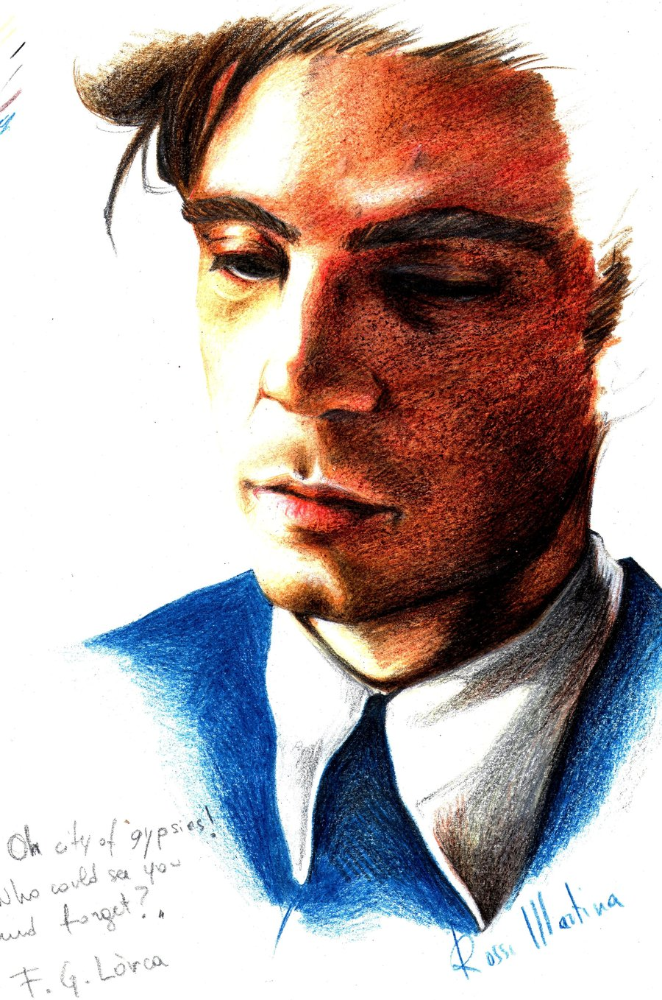 Oh city of gypsies!
Who could see you
and forget?..
F. G. Lòrca
Rossi Martina